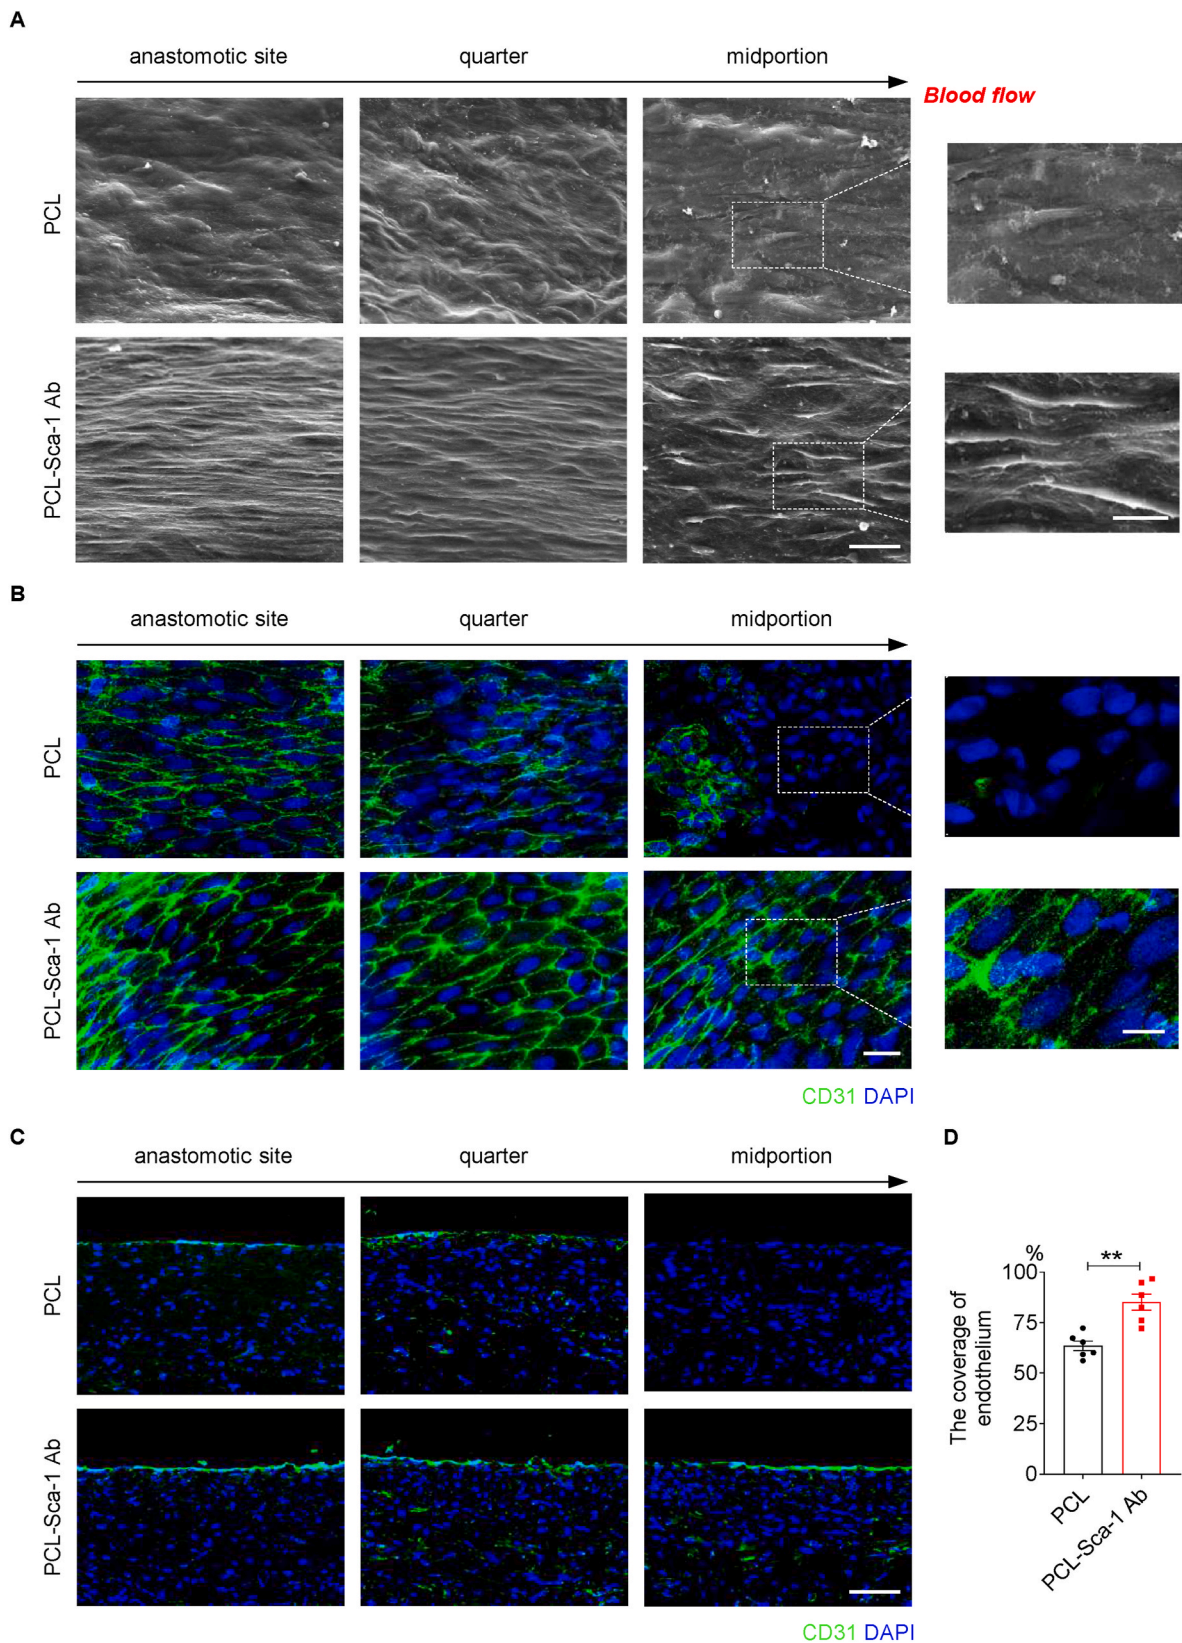 A
anastomotic site quarter midportion
Blood flow
PCL
PCL-Sca-1 Ab
B
anastomotic site quarter midportion
PCL
PCL-Sca-1 Ab
CD31 DAPI
C
anastomotic site quarter midportion
PCL
PCL-Sca-1 Ab
CD31 DAPI
D
%
**
100
75
50
25
0
The coverage of
endothelium
PCL
PCL-Sca-1 Ab